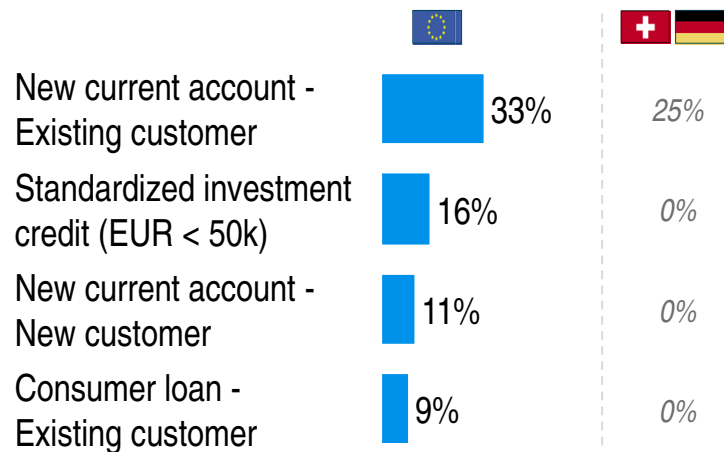 New current account -
Existing customer
33%
25%
Standardized investment
credit (EUR < 50k)
16%
0%
New current account -
New customer
11%
0%
Consumer loan -
Existing customer
9%
0%